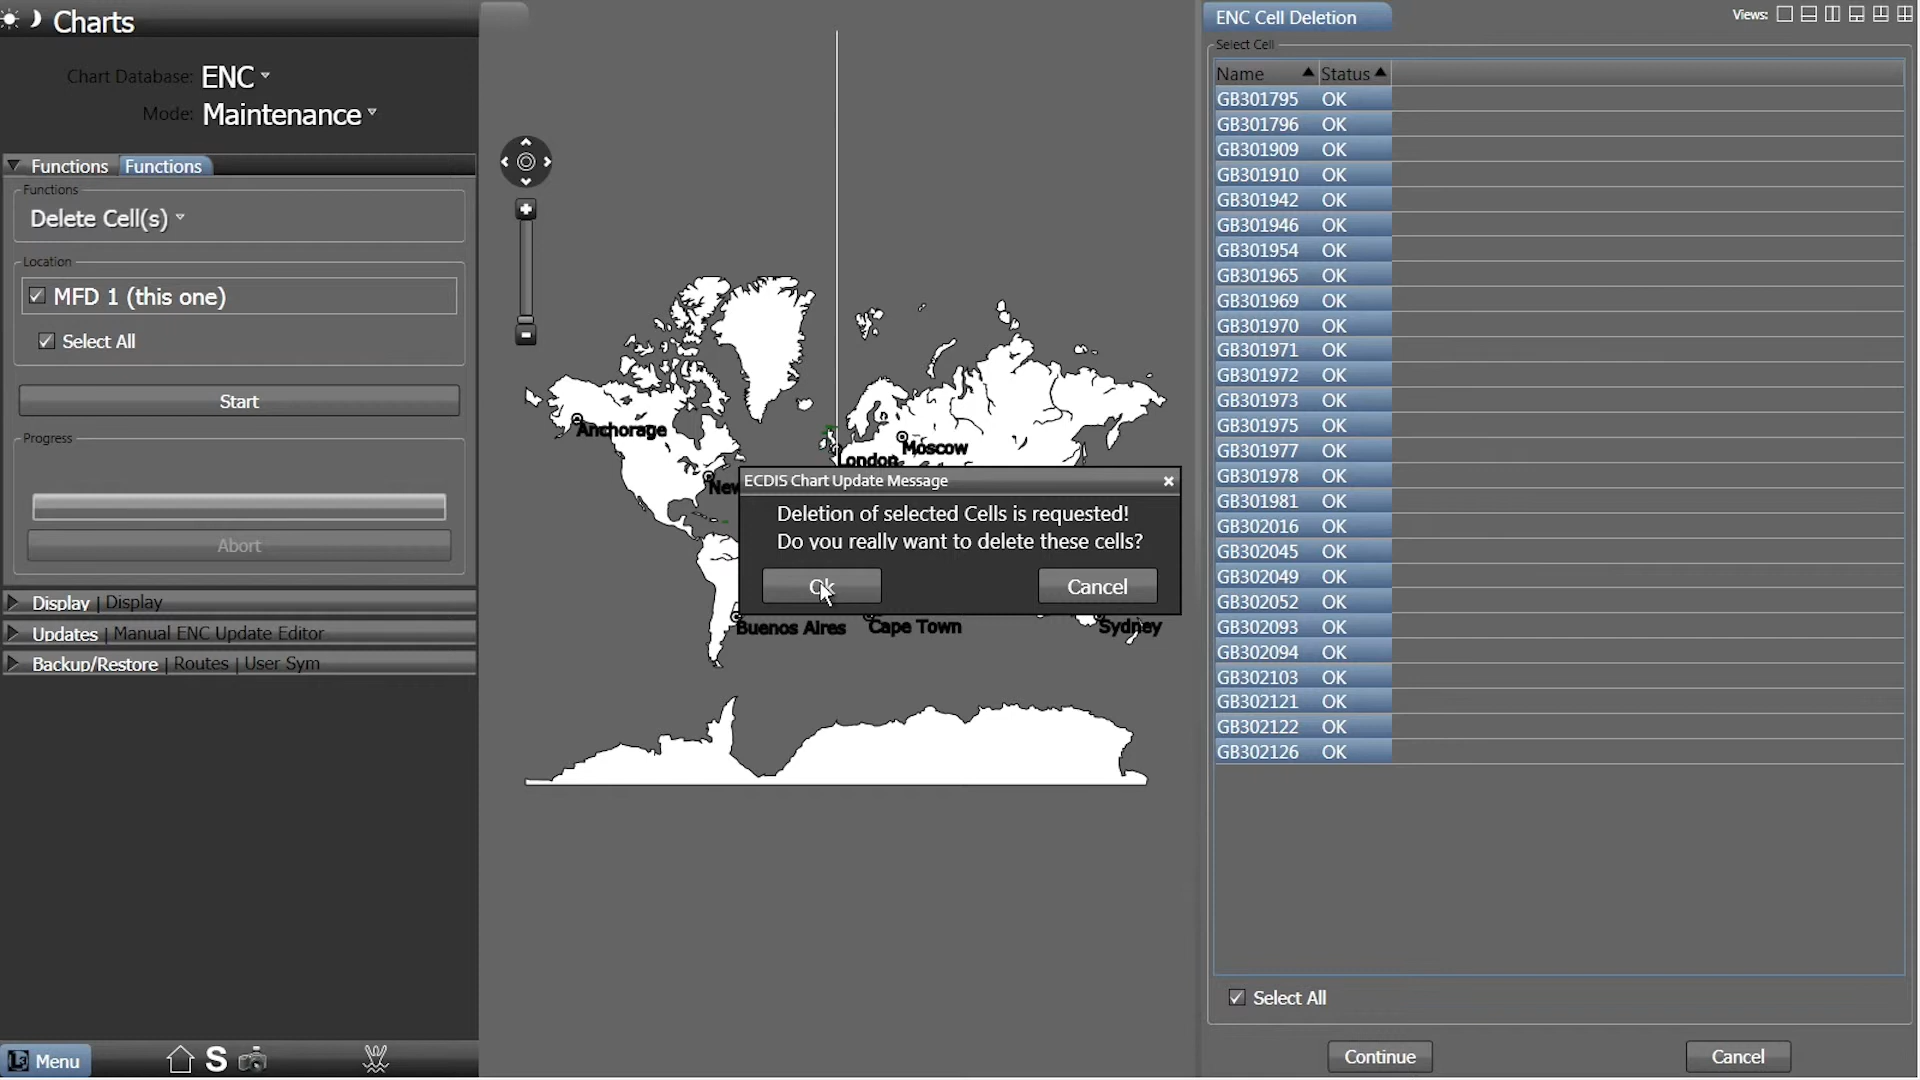 Charts
Chart Database: ENC
Mode: Maintenance
Functions Functions
Functions
Delete Cell(s)
Location
MFD 1 (this one)
Select All
Start
Progress
Abort
Display | Display
Updates | Manual ENC Update Editor
Backup/Restore | Routes | User Sym
Menu
S
Anchorage
Moscow
London
New
Buenos Aires
Cape Town
Sydney
ECDIS Chart Update Message
Deletion of selected Cells is requested!
Do you really want to delete these cells?
Ok
Cancel
ENC Cell Deletion
Views:
Select Cell
Name Status
GB301795 OK
GB301796 OK
GB301909 OK
GB301910 OK
GB301942 OK
GB301946 OK
GB301954 OK
GB301965 OK
GB301969 OK
GB301970 OK
GB301971 OK
GB301972 OK
GB301973 OK
GB301975 OK
GB301977 OK
GB301978 OK
GB301981 OK
GB302016 OK
GB302045 OK
GB302049 OK
GB302052 OK
GB302093 OK
GB302094 OK
GB302103 OK
GB302121 OK
GB302122 OK
GB302126 OK
Select All
Continue
Cancel